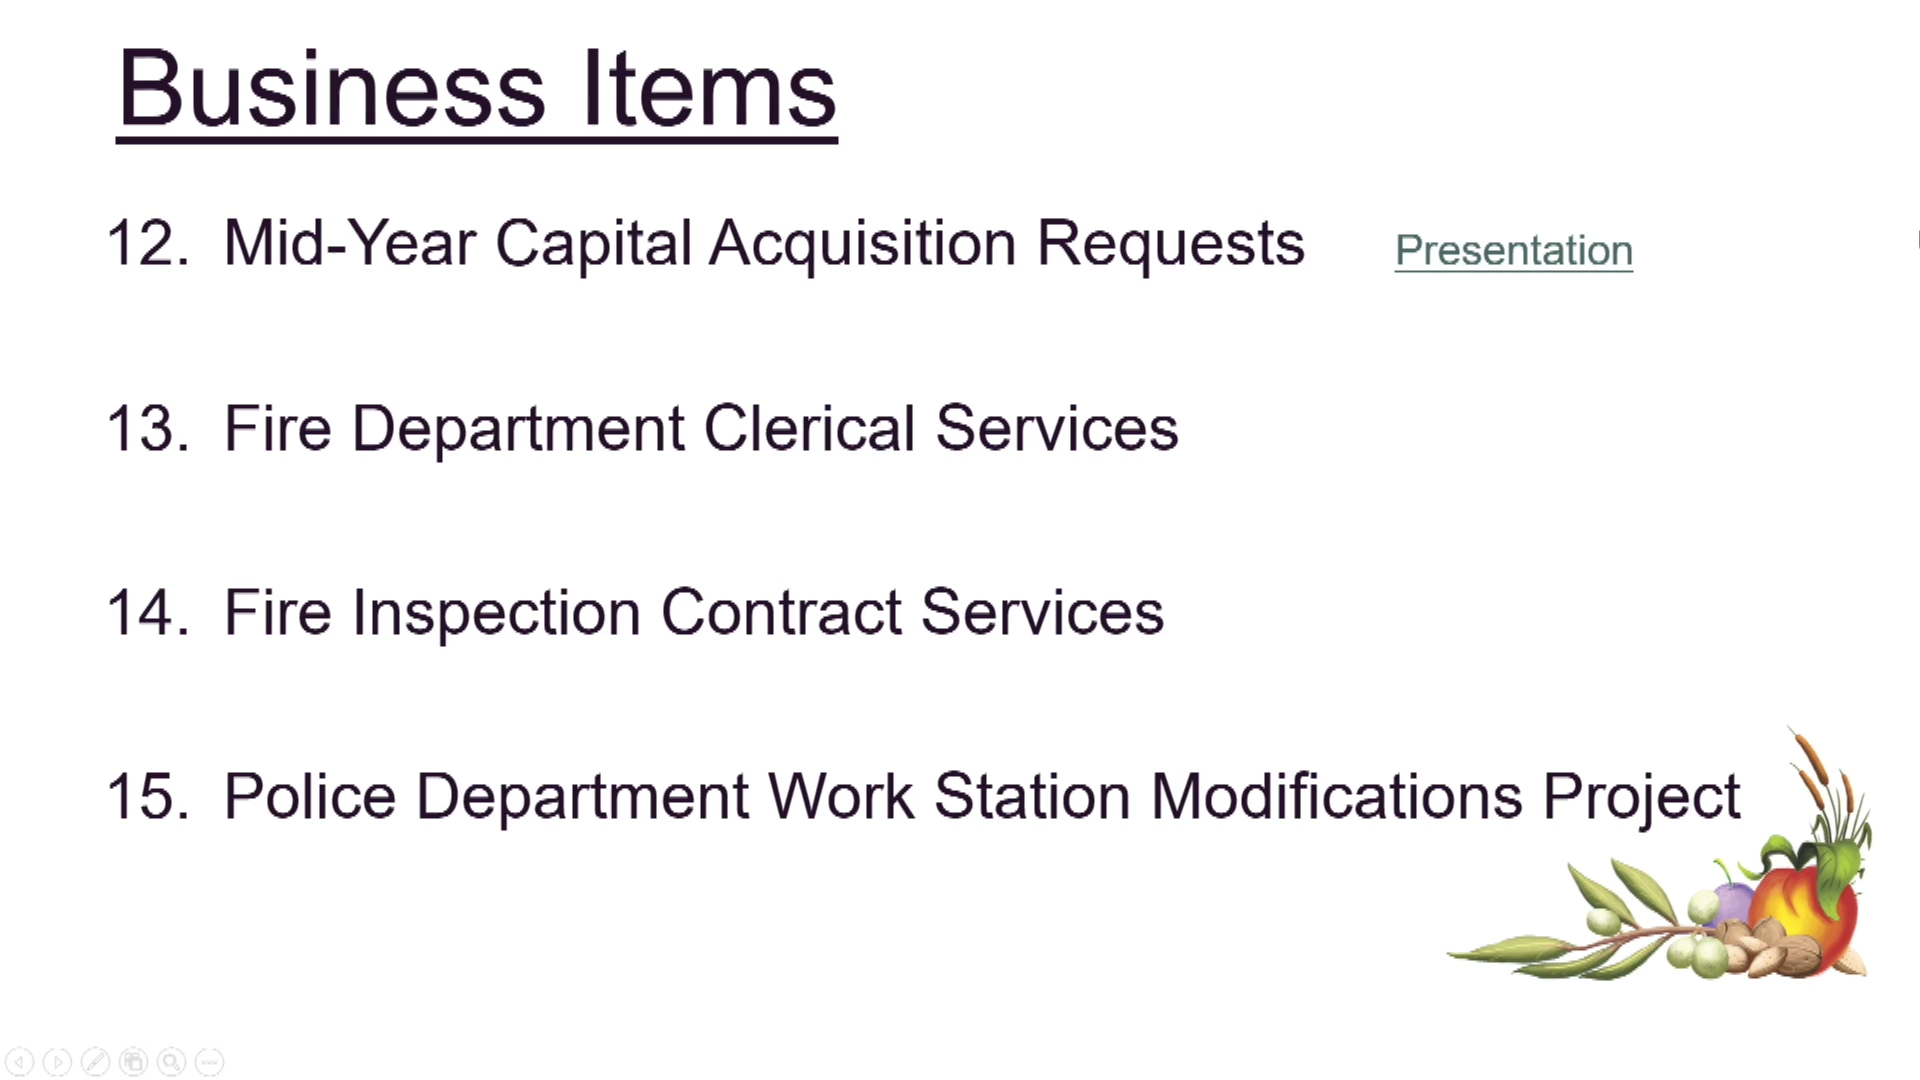 Business Items
12. Mid-Year Capital Acquisition Requests Presentation
13. Fire Department Clerical Services
14. Fire Inspection Contract Services
15. Police Department Work Station Modifications Project